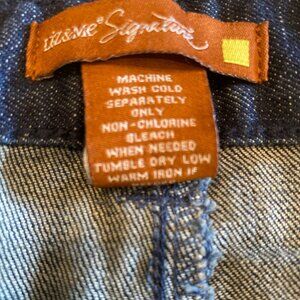 Liz&Me® Signature
MACHINE
WASH COLD
SEPARATELY
ONLY
NON-CHLORINE
BLEACH
WHEN NEEDED
TUMBLE DRY LOW
WARM IRON IF